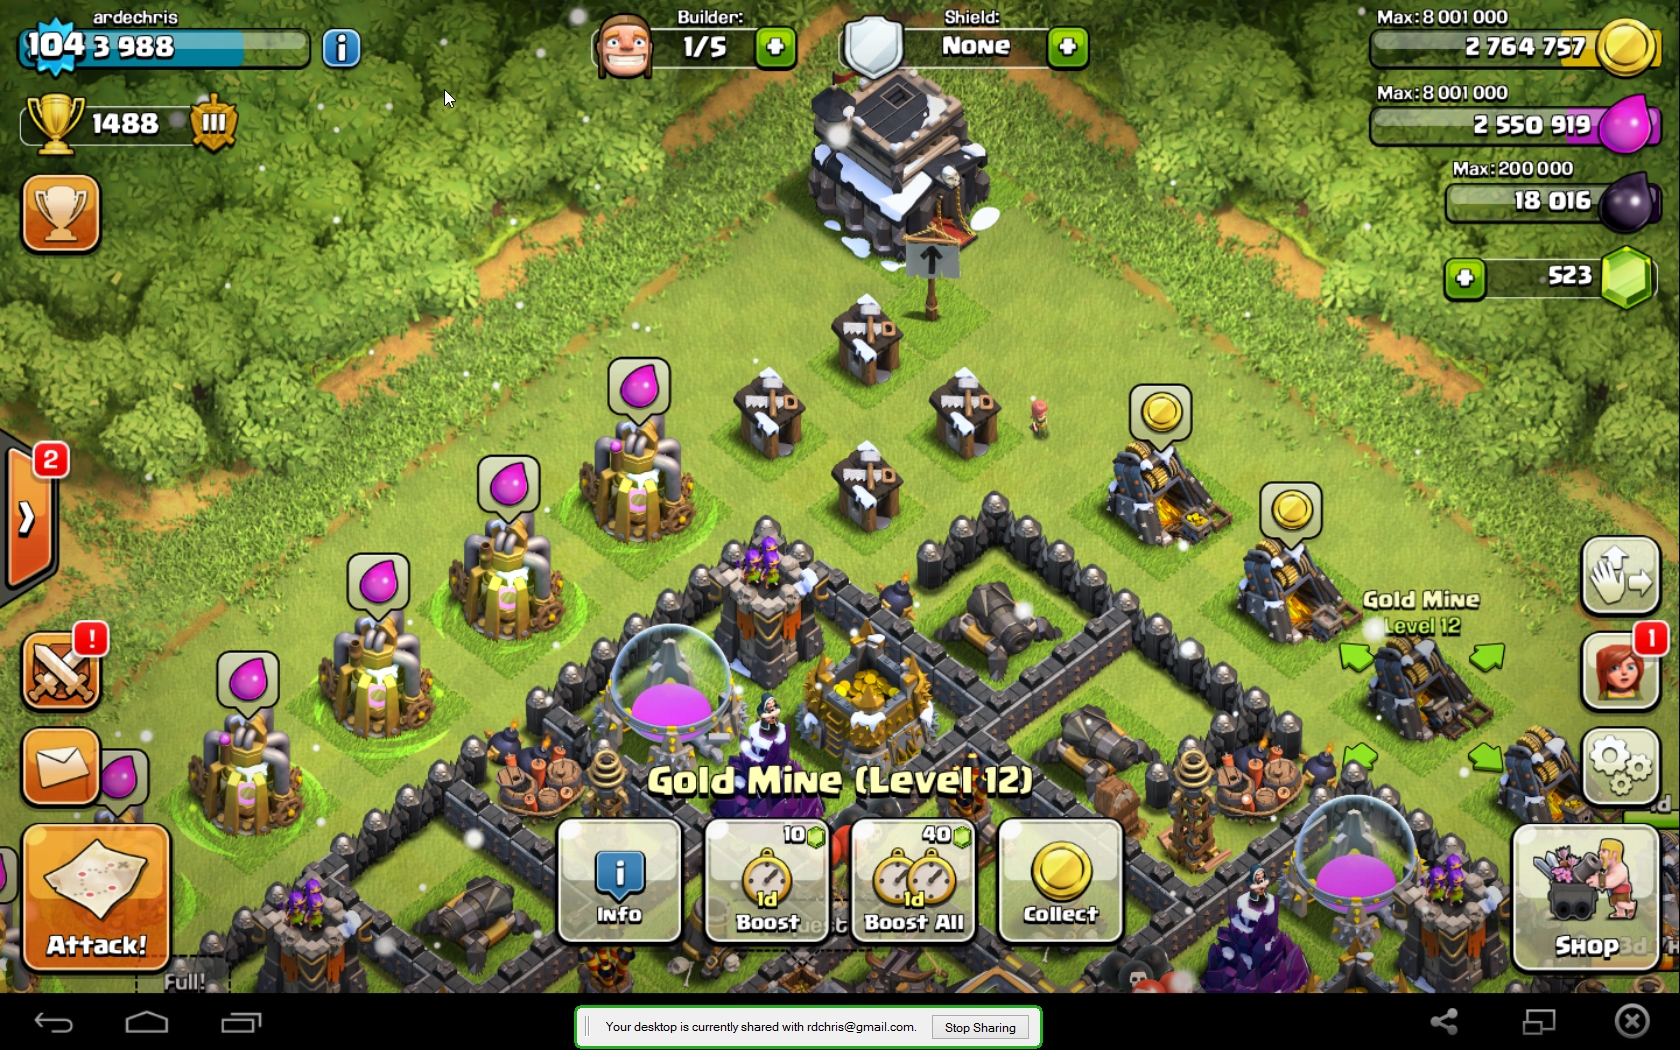 ardechris
104 3 988
i
Builder:
1/5
Shield:
None
Max: 8 001 000
2 764 757
1488
III
Max: 8 001 000
2 550 919
Max: 200 000
18 016
523
2
!
1
Gold Mine
Level 12
Gold Mine (Level 12)
i
Info
10
1d
Boost
40
1d
Boost All
Collect
Attack!
Shop
Full!
Your desktop is currently shared with rdchris@gmail.com.
Stop Sharing